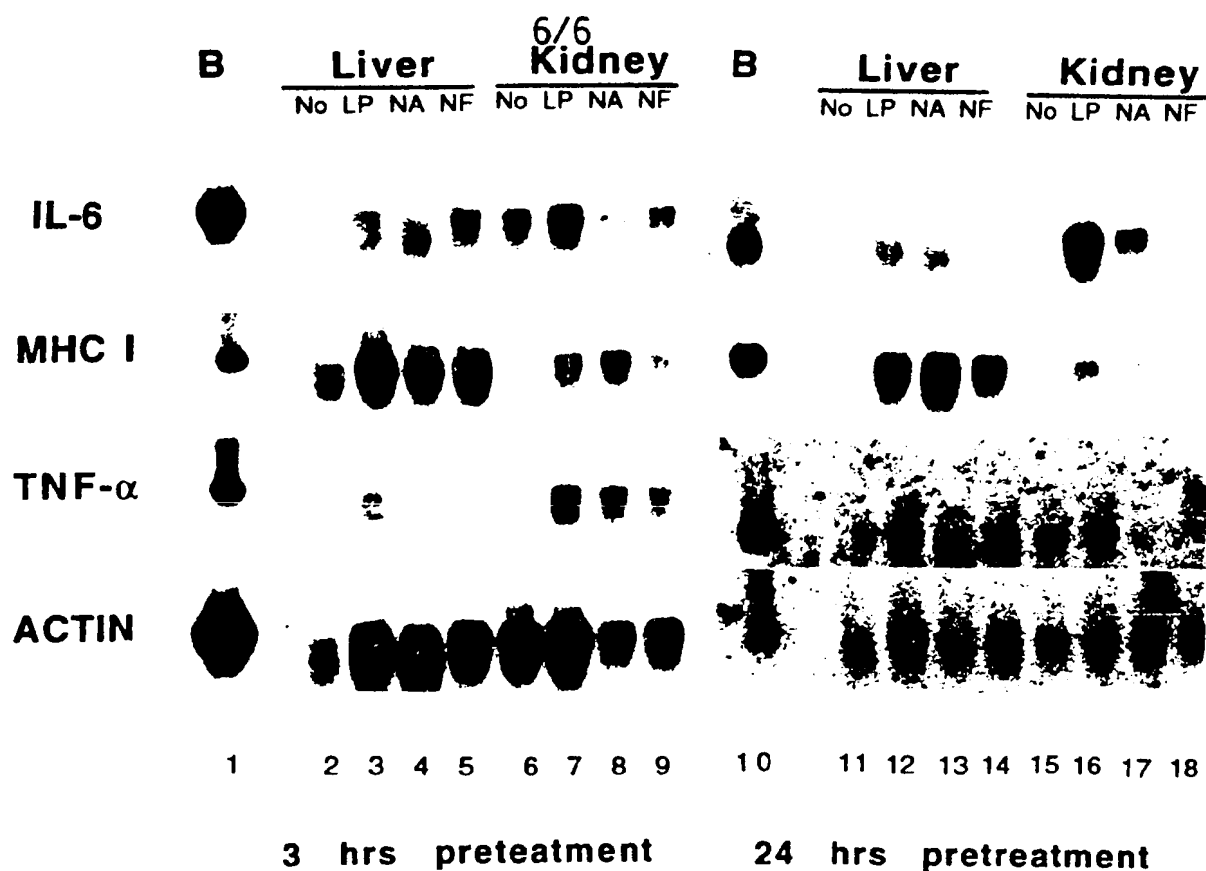 6/6
B Liver Kidney B Liver Kidney
No LP NA NF No LP NA NF No LP NA NF No LP NA NF
IL-6
MHC I
TNF-α
ACTIN
1 2 3 4 5 6 7 8 9 10 11 12 13 14 15 16 17 18
3 hrs preteatment 24 hrs pretreatment